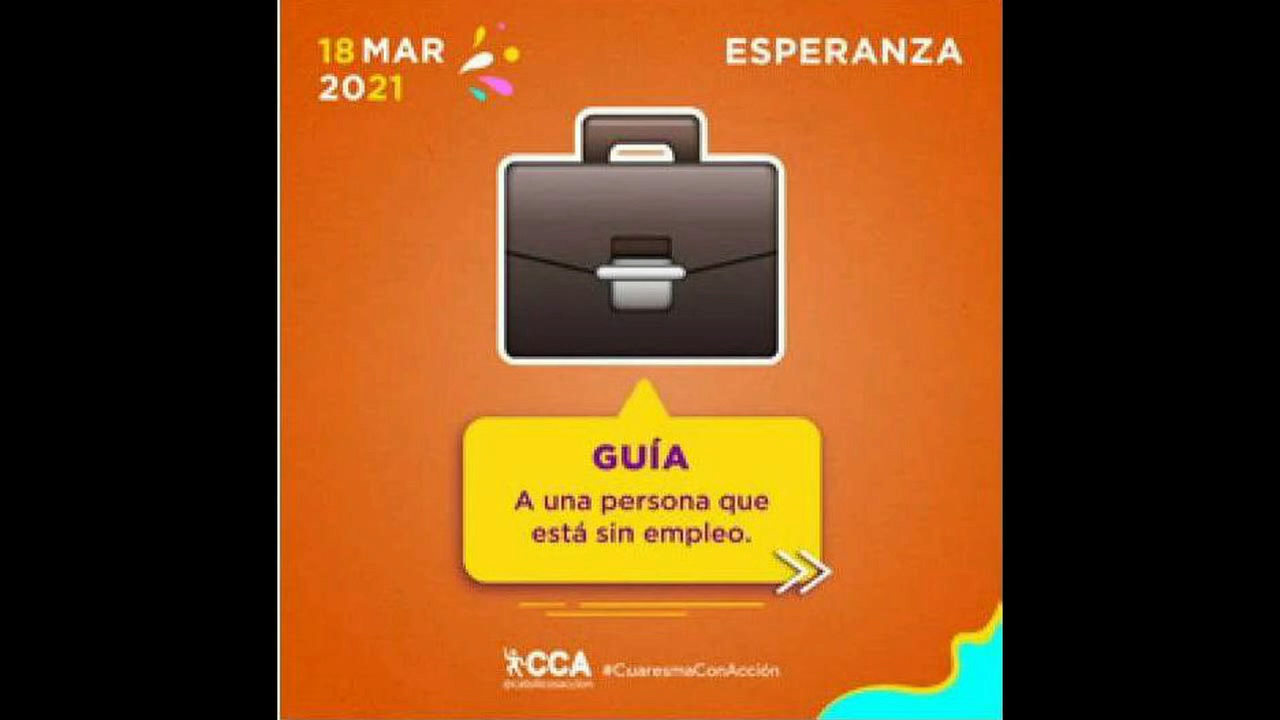 18 MAR
2021
ESPERANZA
GUÍA
A una persona que
está sin empleo.
CCA
#CuaresmaConAcción